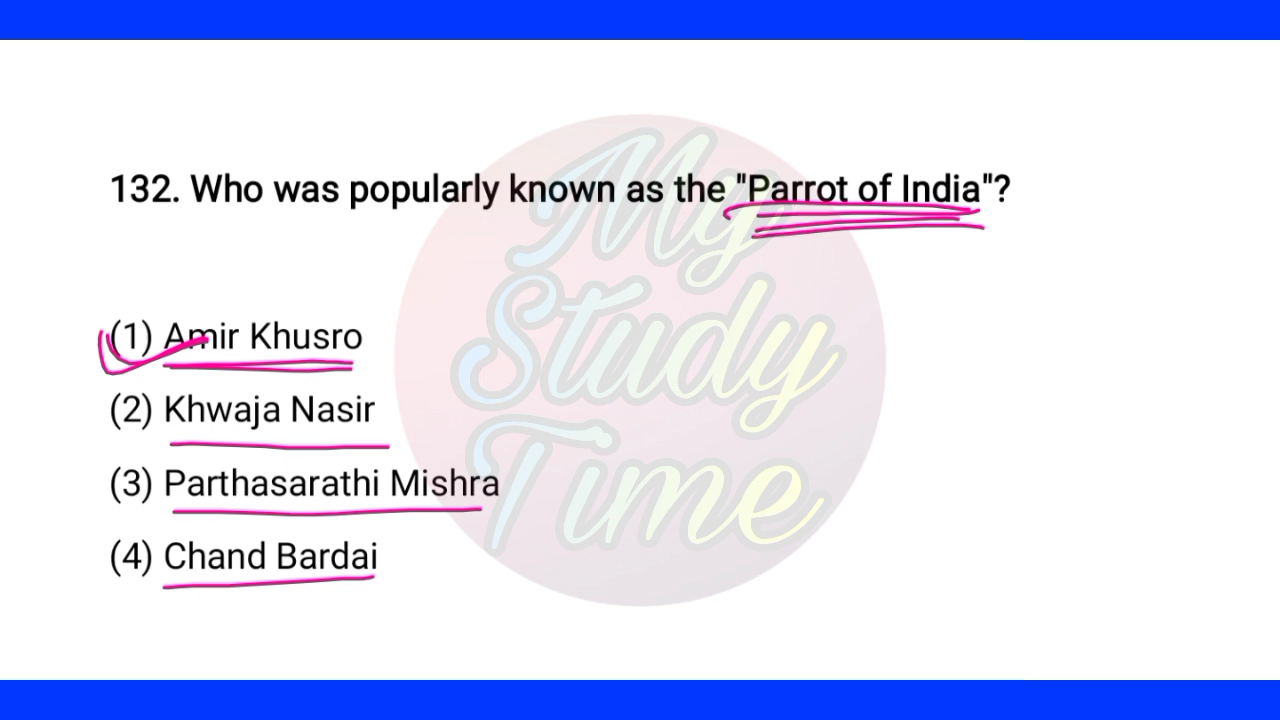 132. Who was popularly known as the "Parrot of India"?
(1) Amir Khusro
(2) Khwaja Nasir
(3) Parthasarathi Mishra
(4) Chand Bardai
My
Study
Time